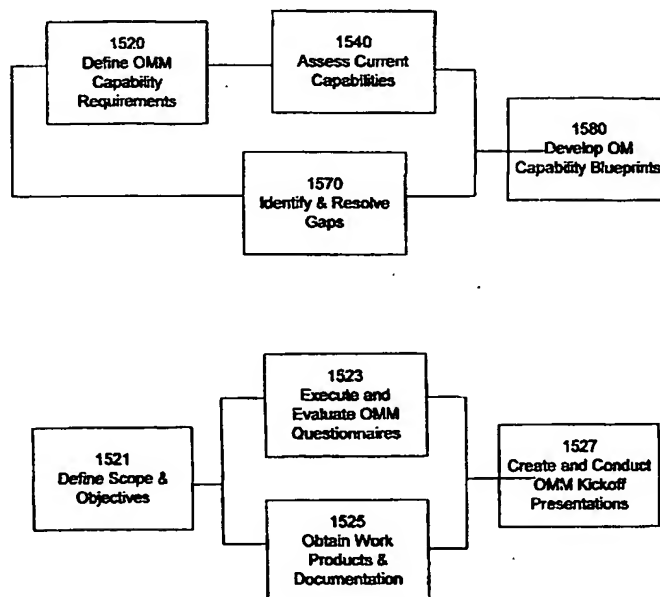 1520
Define OMM
Capability
Requirements
1540
Assess Current
Capabilities
1570
Identify & Resolve
Gaps
1580
Develop OM
Capability Blueprints
1521
Define Scope &
Objectives
1523
Execute and
Evaluate OMM
Questionnaires
1525
Obtain Work
Products &
Documentation
1527
Create and Conduct
OMM Kickoff
Presentations